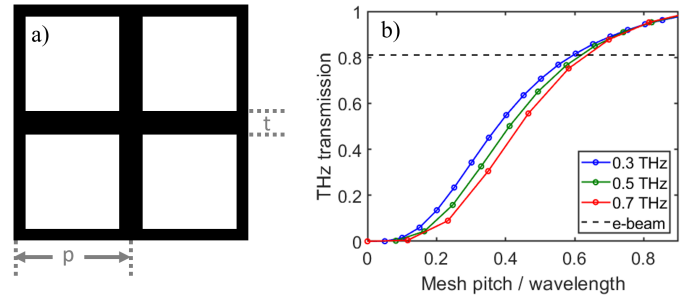 a)
t
p
b)
THz transmission
1
0.8
0.6
0.4
0.2
0
0 0.2 0.4 0.6 0.8
Mesh pitch / wavelength
0.3 THz
0.5 THz
0.7 THz
e-beam